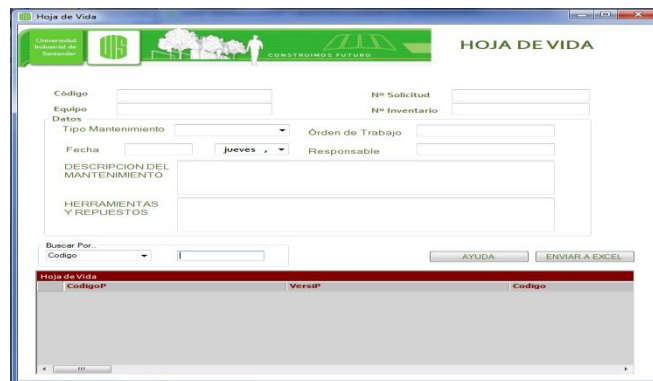 Hoja de Vida
Universidad
Industrial de
Santander
UIS
CONSTRUIMOS FUTURO
HOJA DE VIDA
Código
Nº Solicitud
Equipo
Nº Inventario
Datos
Tipo Mantenimiento
Órden de Trabajo
Fecha
jueves ,
Responsable
DESCRIPCION DEL
MANTENIMIENTO
HERRAMIENTAS
Y REPUESTOS
Buscar Por..
Codigo
AYUDA
ENVIAR A EXCEL
Hoja de Vida
CodigoP
VersiP
Codigo